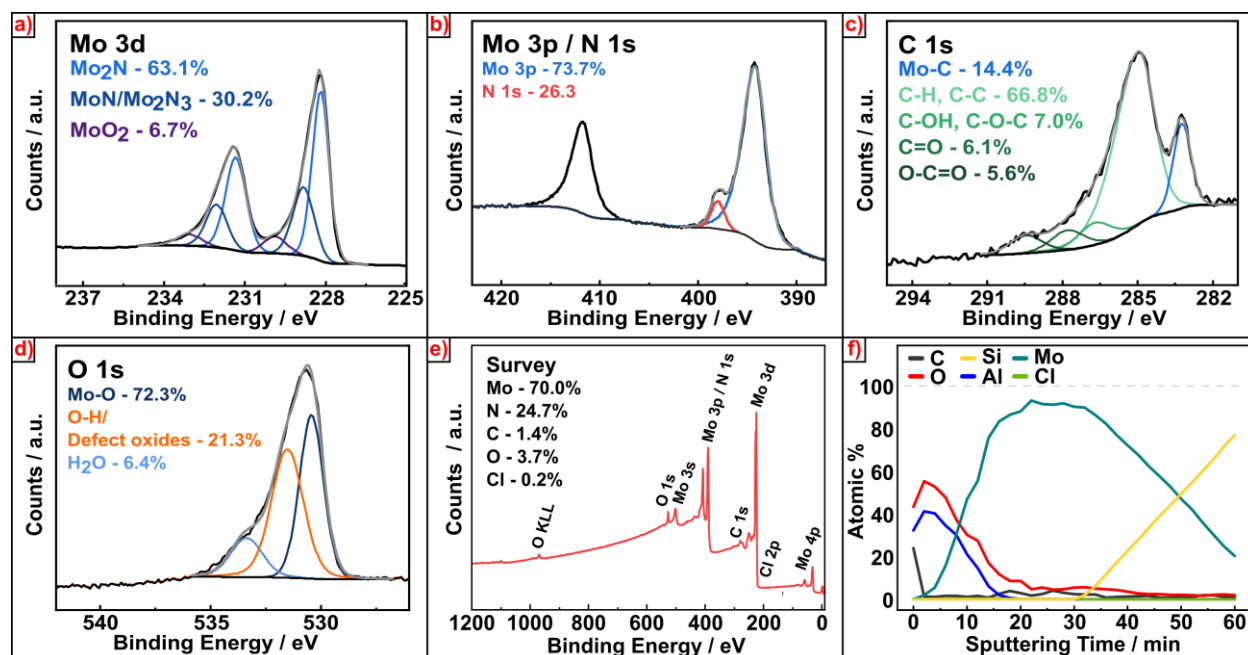 a)
Mo 3d
Mo2N - 63.1%
MoN/Mo2N3 - 30.2%
MoO2 - 6.7%
Counts / a.u.
237 234 231 228 225
Binding Energy / eV
b)
Mo 3p / N 1s
Mo 3p - 73.7%
N 1s - 26.3
Counts / a.u.
420 410 400 390
Binding Energy / eV
c)
C 1s
Mo-C - 14.4%
C-H, C-C - 66.8%
C-OH, C-O-C 7.0%
C=O - 6.1%
O-C=O - 5.6%
Counts / a.u.
294 291 288 285 282
Binding Energy / eV
d)
O 1s
Mo-O - 72.3%
O-H/
Defect oxides - 21.3%
H2O - 6.4%
Counts / a.u.
540 535 530
Binding Energy / eV
e)
Survey
Mo - 70.0%
N - 24.7%
C - 1.4%
O - 3.7%
Cl - 0.2%
Counts / a.u.
O KLL
O 1s
Mo 3s
Mo 3p / N 1s
C 1s
Mo 3d
Cl 2p
Mo 4p
1200 1000 800 600 400 200 0
Binding Energy / eV
f)
C Si Mo
O Al Cl
Atomic %
100
80
60
40
20
0
0 10 20 30 40 50 60
Sputtering Time / min